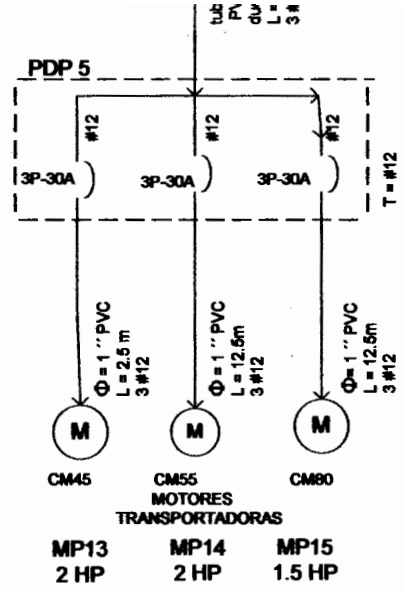 tub
L =
3 #
PDP 5
#12
#12
#12
3P-30A
3P-30A
3P-30A
T = #12
Φ = 1 ″ PVC
L = 2.5 m
3 #12
Φ = 1 ″ PVC
L = 12.5m
3 #12
Φ = 1 ″ PVC
L = 12.5m
3 #12
M
M
M
CM45
CM55
CM80
MOTORES
TRANSPORTADORAS
MP13
MP14
MP15
2 HP
2 HP
1.5 HP